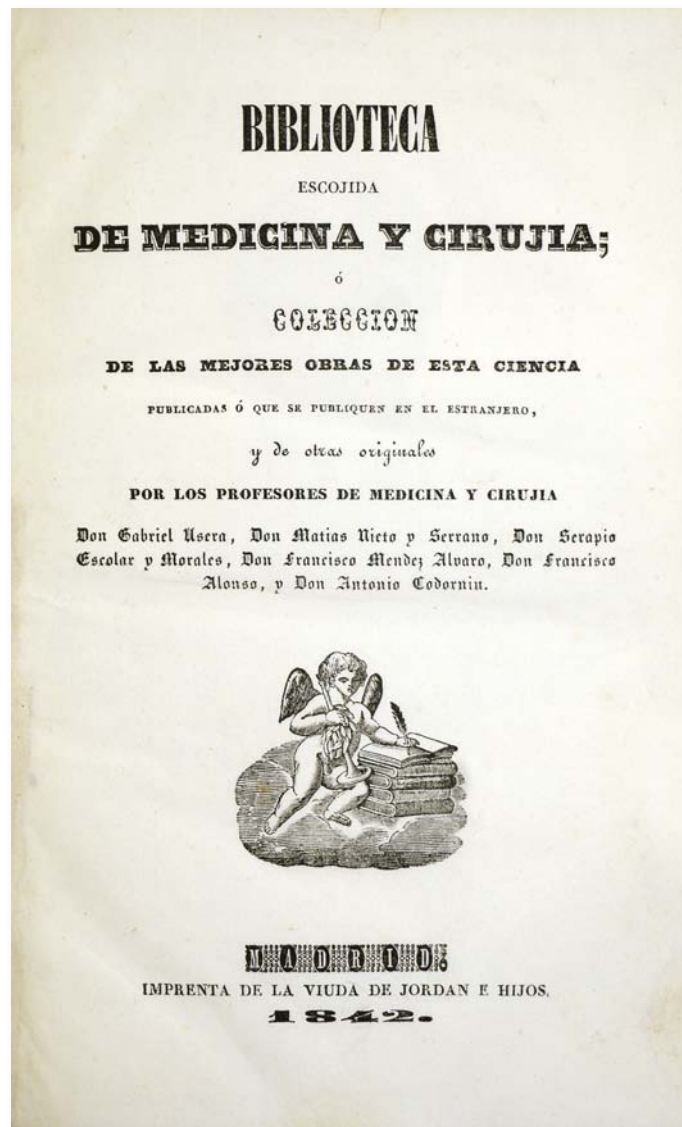 BIBLIOTECA
ESCOJIDA
DE MEDICINA Y CIRUJIA;
ó
COLECCION
DE LAS MEJORES OBRAS DE ESTA CIENCIA
PUBLICADAS Ó QUE SE PUBLIQUEN EN EL ESTRANJERO,
y de otras originales
POR LOS PROFESORES DE MEDICINA Y CIRUJIA
Don Gabriel Usera, Don Matias Nieto y Serrano, Don Serapio
Escolar y Morales, Don Francisco Mendez Alvaro, Don Francisco
Alonso, y Don Antonio Codorniu.
MADRID:
IMPRENTA DE LA VIUDA DE JORDAN E HIJOS,
1842.